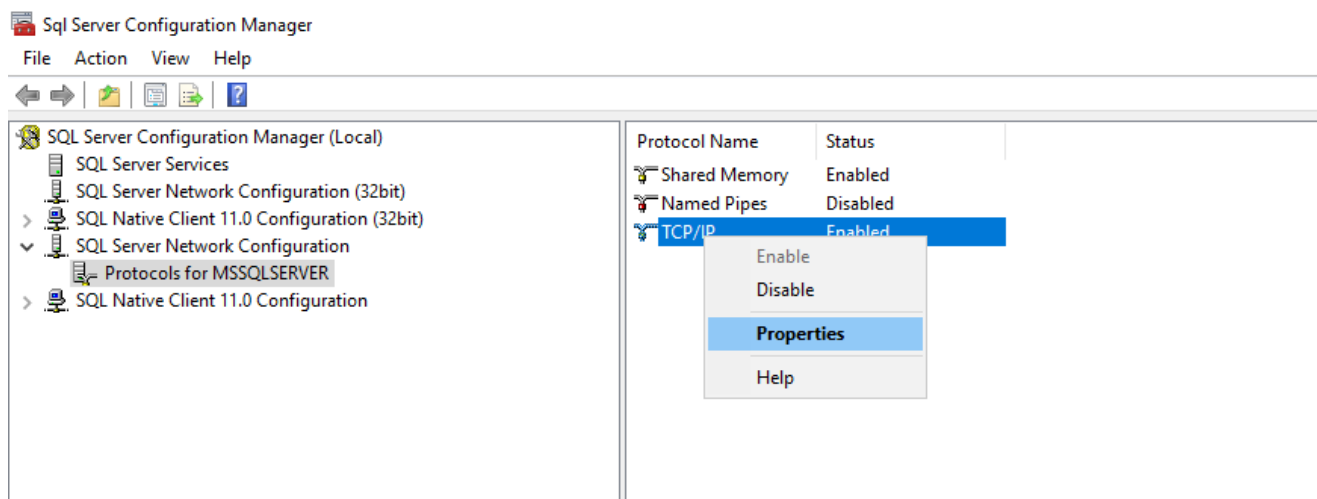 Sql Server Configuration Manager
File Action View Help
SQL Server Configuration Manager (Local)
SQL Server Services
SQL Server Network Configuration (32bit)
SQL Native Client 11.0 Configuration (32bit)
SQL Server Network Configuration
Protocols for MSSQLSERVER
SQL Native Client 11.0 Configuration
Protocol Name Status
Shared Memory Enabled
Named Pipes Disabled
TCP/IP Enabled
Enable
Disable
Properties
Help